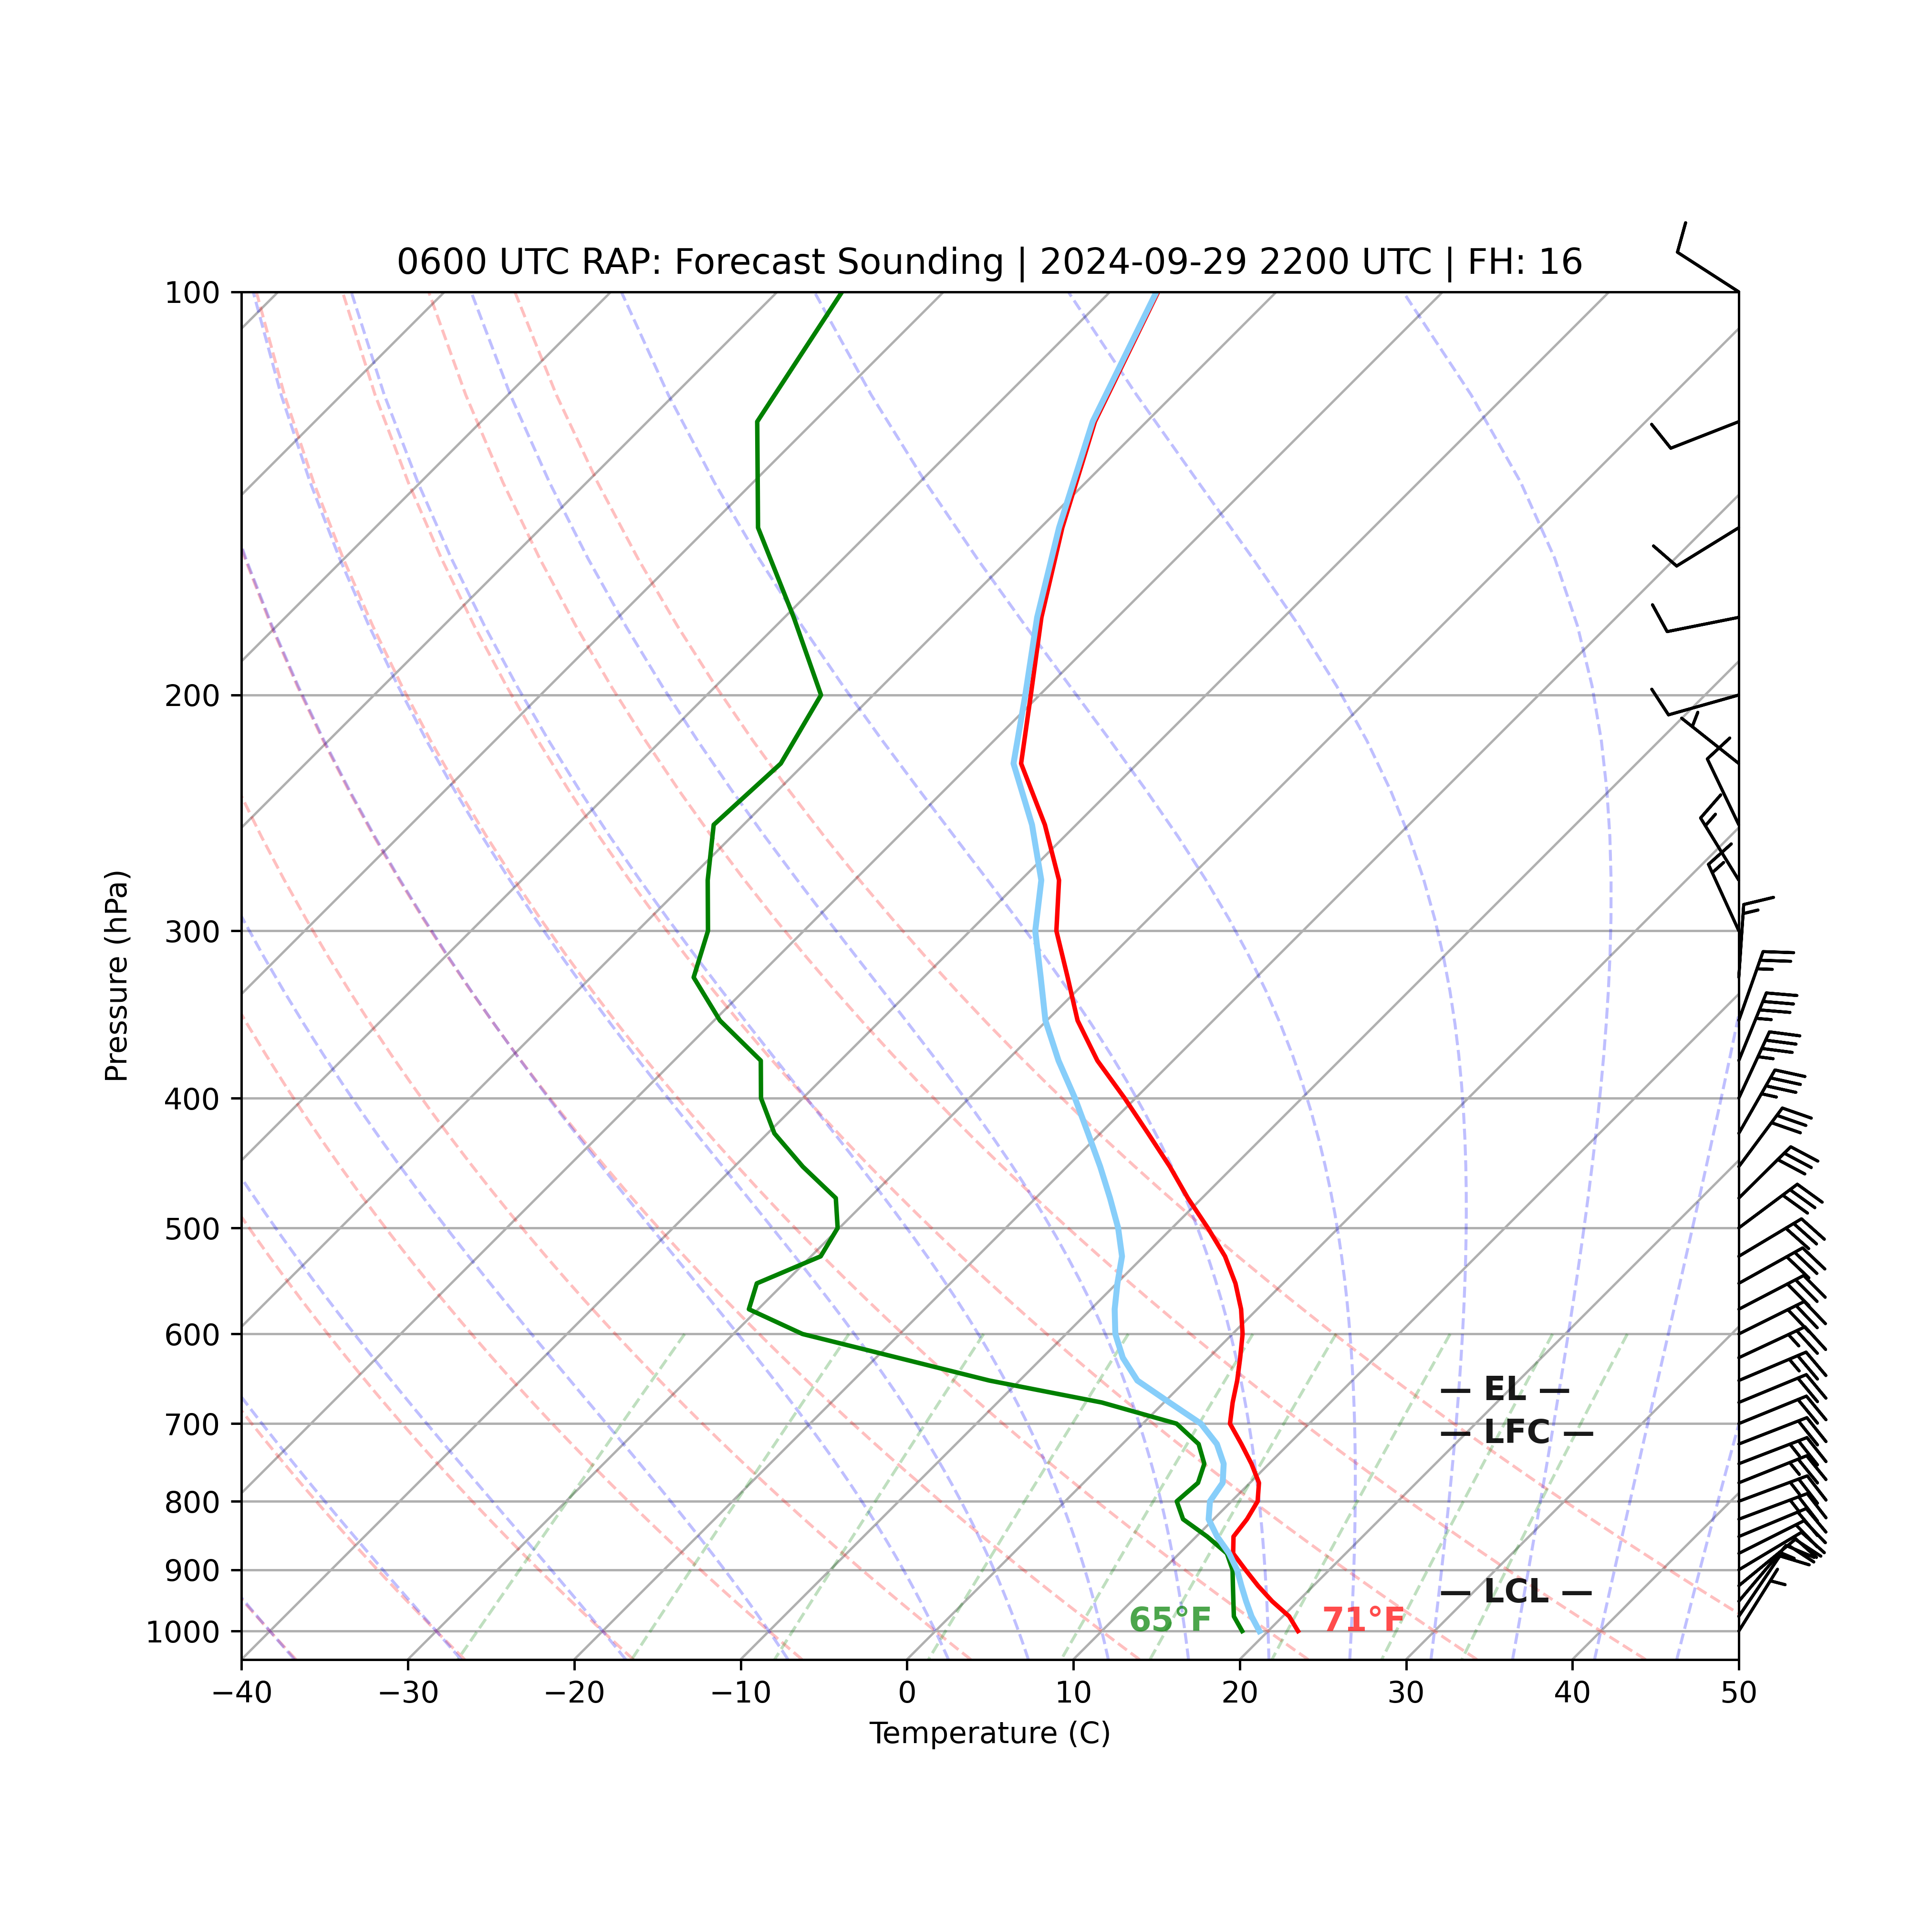 0600 UTC RAP: Forecast Sounding | 2024-09-29 2200 UTC | FH: 16
100
200
300
400
500
600
700
800
900
1000
Pressure (hPa)
— EL —
— LFC —
— LCL —
65°F
71°F
−40
−30
−20
−10
0
10
20
30
40
50
Temperature (C)